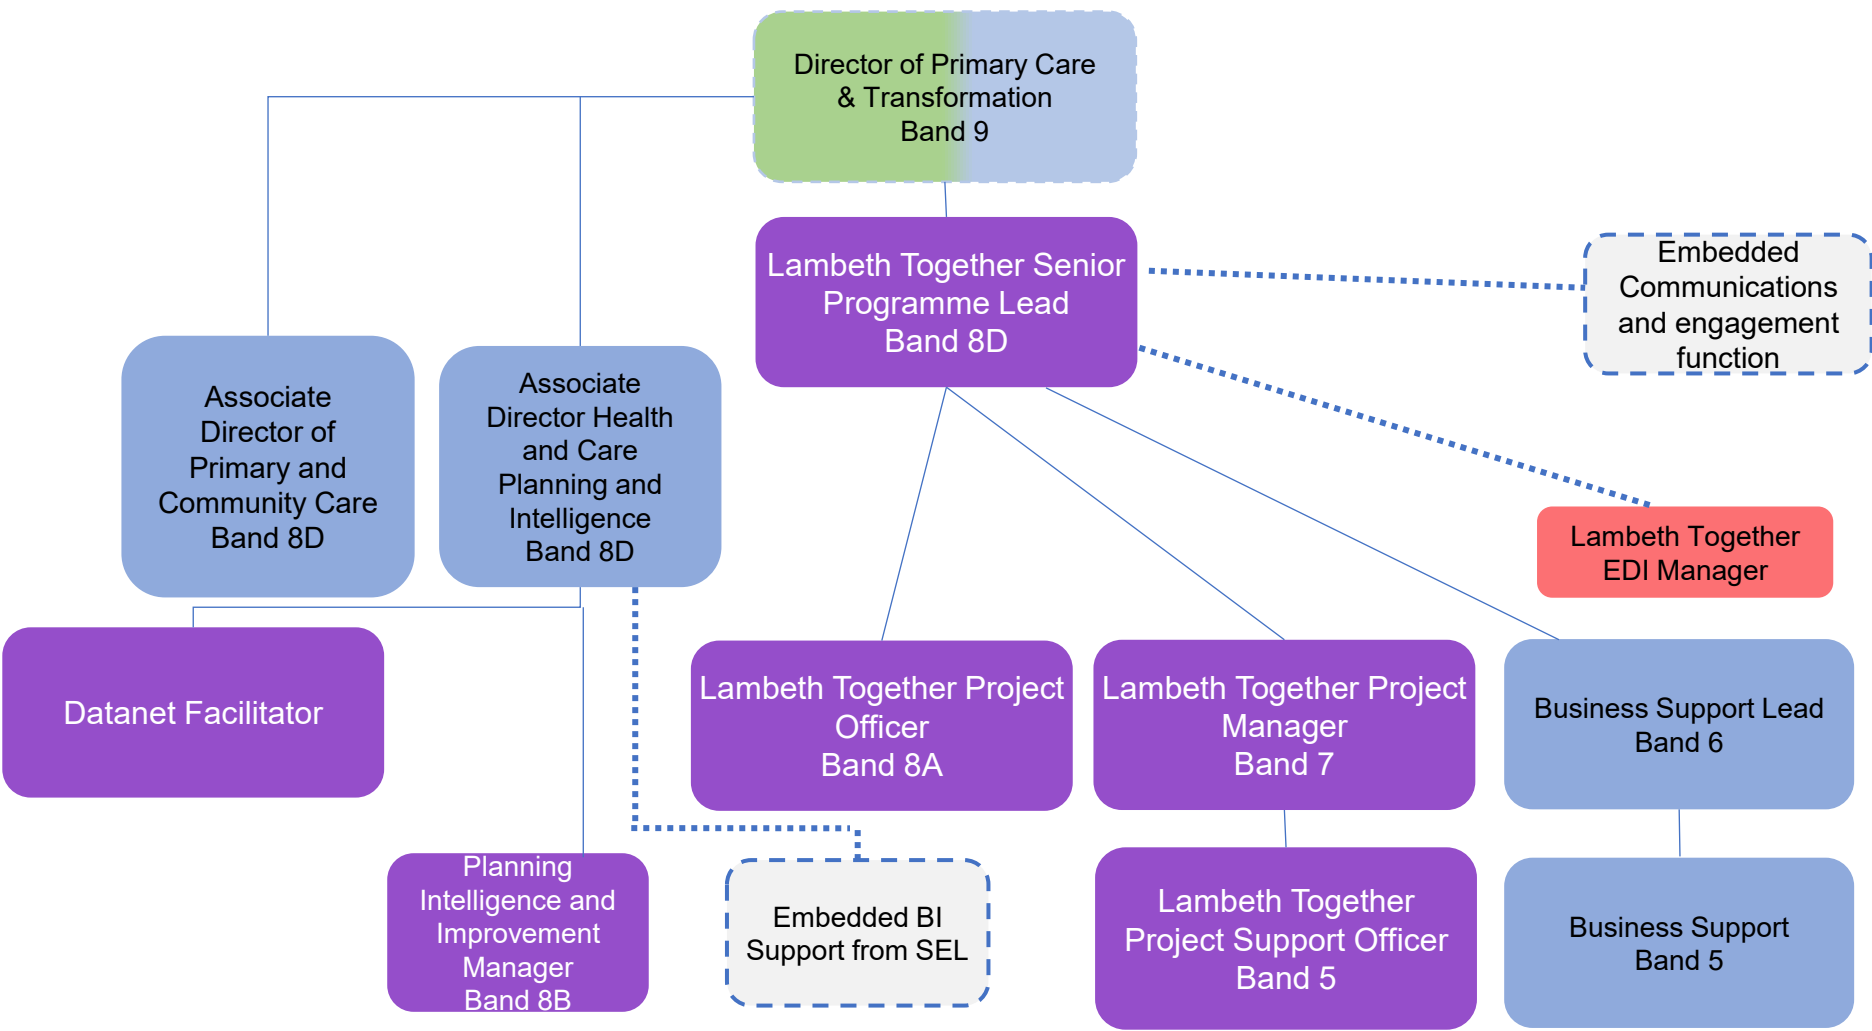 Director of Primary Care
& Transformation
Band 9
Lambeth Together Senior
Programme Lead
Band 8D
Embedded
Communications
and engagement
function
Associate
Director of
Primary and
Community Care
Band 8D
Associate
Director Health
and Care
Planning and
Intelligence
Band 8D
Lambeth Together
EDI Manager
Datanet Facilitator
Lambeth Together Project
Officer
Band 8A
Lambeth Together Project
Manager
Band 7
Business Support Lead
Band 6
Planning
Intelligence and
Improvement
Manager
Band 8B
Embedded BI
Support from SEL
Lambeth Together
Project Support Officer
Band 5
Business Support
Band 5